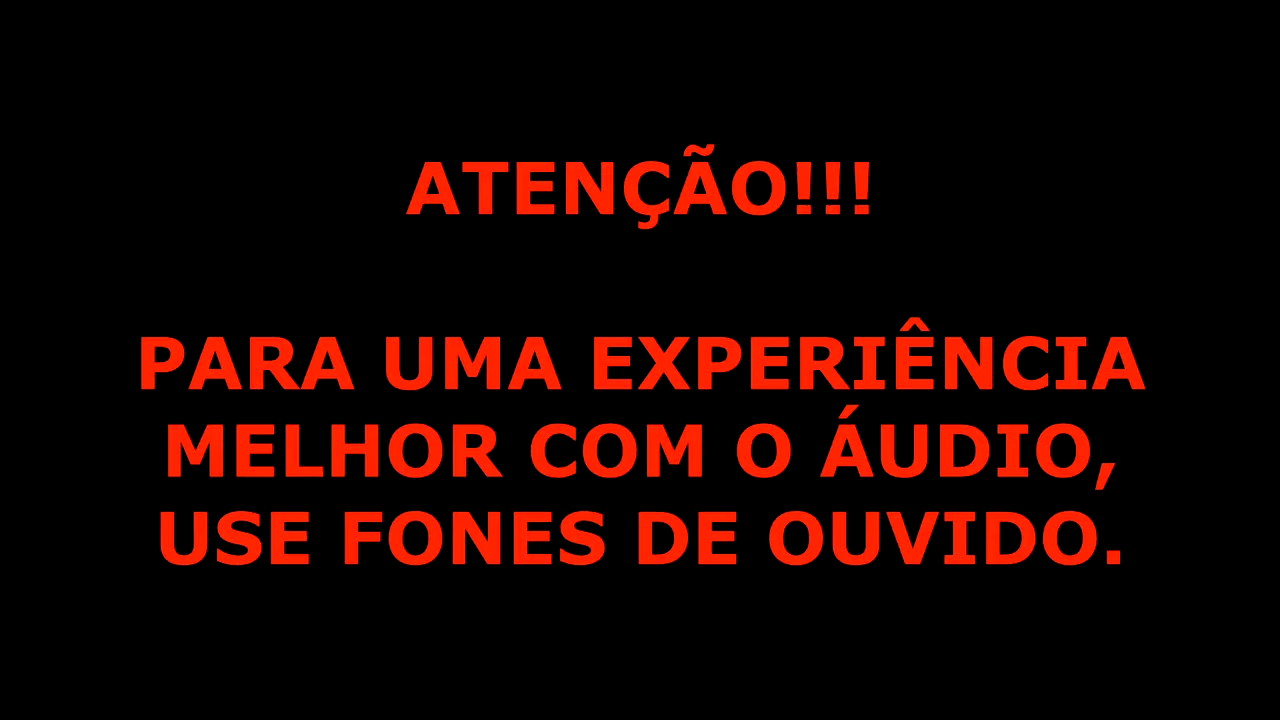 ATENÇÃO!!!
PARA UMA EXPERIÊNCIA
MELHOR COM O ÁUDIO,
USE FONES DE OUVIDO.